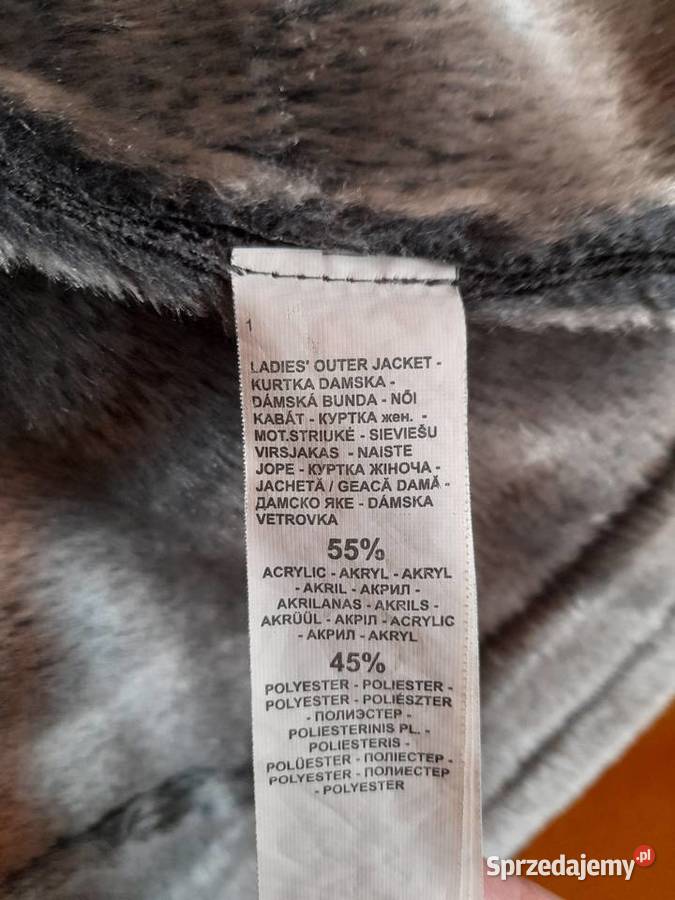 1
LADIES' OUTER JACKET -
KURTKA DAMSKA -
DÁMSKÁ BUNDA - NŐI
KABÁT - КУРТКА жен. -
MOT.STRIUKĖ - SIEVIEŠU
VIRSJAKAS - NAISTE
JOPE - КУРТКА ЖІНОЧА -
JACHETĂ / GEACĂ DAMĂ -
ДАМСКО ЯКЕ - DÁMSKA
VETROVKA
55%
ACRYLIC - AKRYL - AKRYL
- AKRIL - АКРИЛ -
AKRILANAS - AKRILS -
AKRÜÜL - АКРІЛ - ACRYLIC
- АКРИЛ - AKRYL
45%
POLYESTER - POLIESTER -
POLYESTER - POLIÉSZTER
- ПОЛИЭСТЕР -
POLIESTERINIS PL. -
POLIESTERIS -
POLÜESTER - ПОЛІЕСТЕР -
POLYESTER - ПОЛИЕСТЕР
- POLYESTER
Sprzedajemy.pl